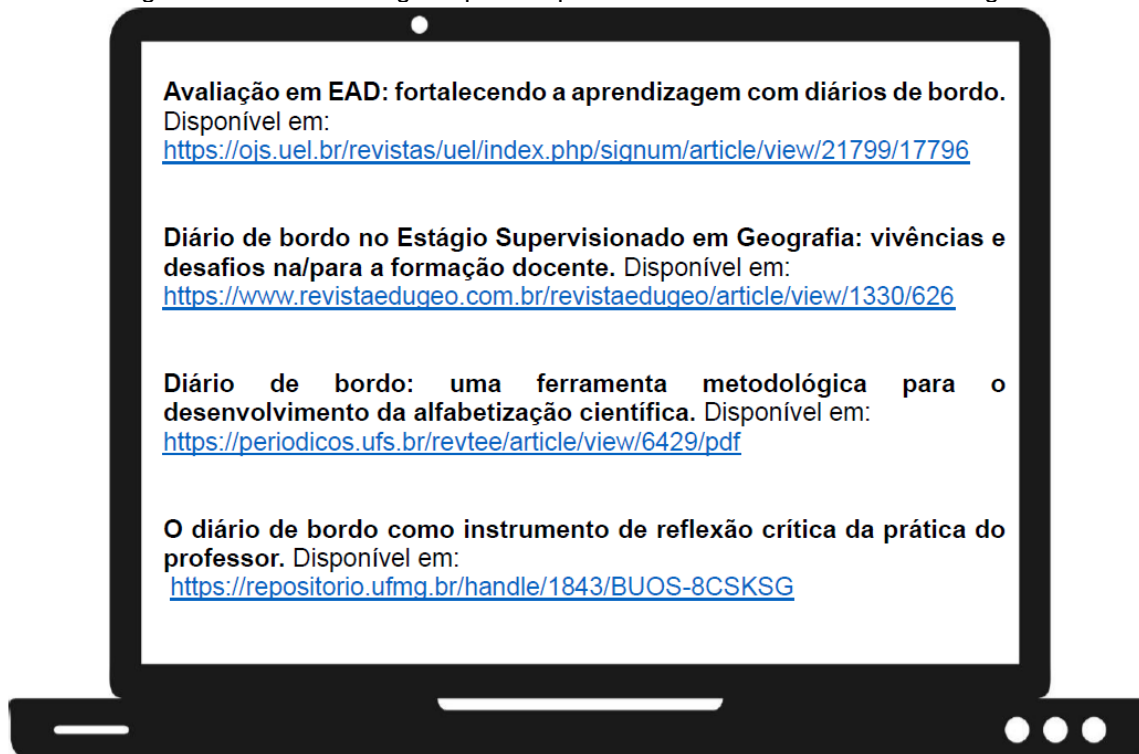 Avaliação em EAD: fortalecendo a aprendizagem com diários de bordo.
Disponível em:
https://ojs.uel.br/revistas/uel/index.php/signum/article/view/21799/17796
Diário de bordo no Estágio Supervisionado em Geografia: vivências e
desafios na/para a formação docente. Disponível em:
https://www.revistaedugeo.com.br/revistaedugeo/article/view/1330/626
Diário de bordo: uma ferramenta metodológica para o
desenvolvimento da alfabetização científica. Disponível em:
https://periodicos.ufs.br/revtee/article/view/6429/pdf
O diário de bordo como instrumento de reflexão crítica da prática do
professor. Disponível em:
https://repositorio.ufmg.br/handle/1843/BUOS-8CSKSG